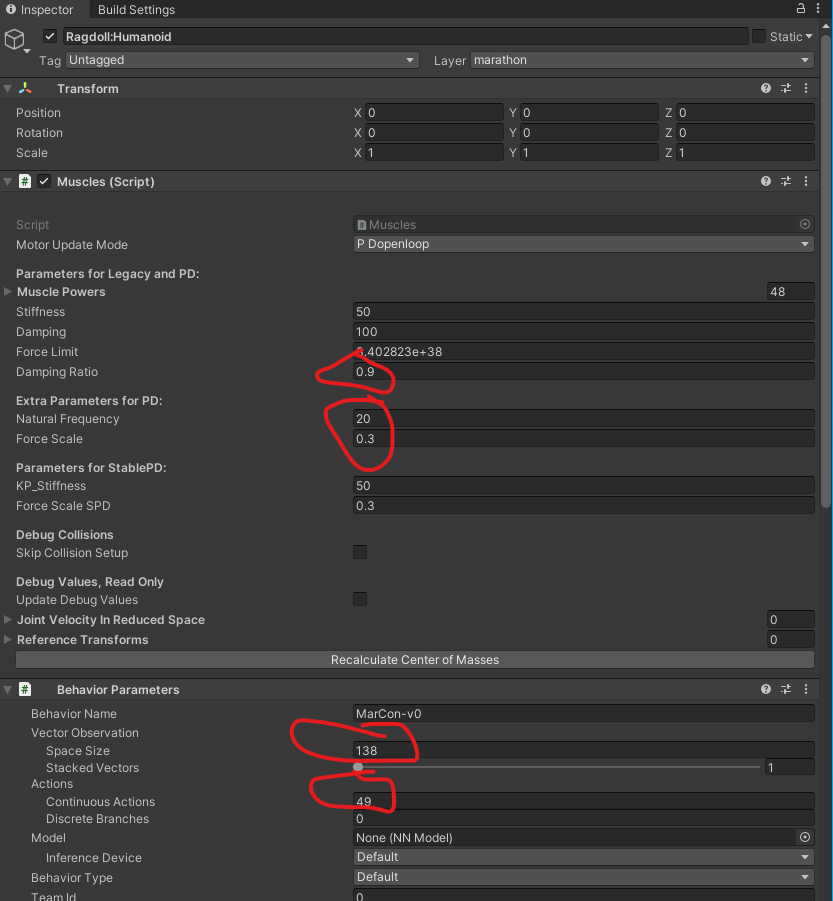 Inspector Build Settings
Ragdoll:Humanoid Static
Tag Untagged Layer marathon
Transform
Position X 0 Y 0 Z 0
Rotation X 0 Y 0 Z 0
Scale X 1 Y 1 Z 1
# Muscles (Script)
Script # Muscles
Motor Update Mode P Dopenloop
Parameters for Legacy and PD:
Muscle Powers 48
Stiffness 50
Damping 100
Force Limit 3.402823e+38
Damping Ratio 0.9
Extra Parameters for PD:
Natural Frequency 20
Force Scale 0.3
Parameters for StablePD:
KP_Stiffness 50
Force Scale SPD 0.3
Debug Collisions
Skip Collision Setup
Debug Values, Read Only
Update Debug Values
Joint Velocity In Reduced Space 0
Reference Transforms 0
Recalculate Center of Masses
# Behavior Parameters
Behavior Name MarCon-v0
Vector Observation
Space Size 138
Stacked Vectors 1
Actions
Continuous Actions 49
Discrete Branches 0
Model None (NN Model)
Inference Device Default
Behavior Type Default
Team Id 0